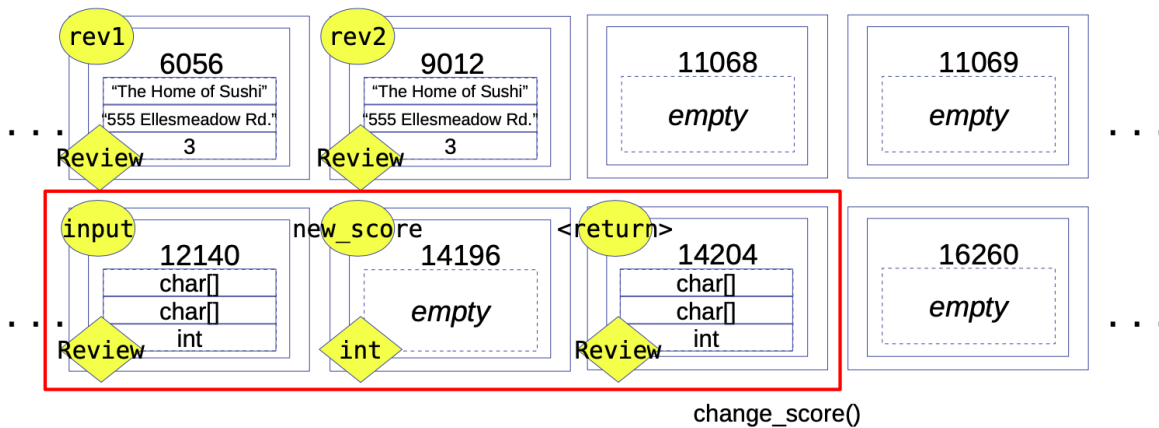 rev1
rev2
6056
9012
11068
11069
“The Home of Sushi”
“The Home of Sushi”
“555 Ellesmeadow Rd.”
“555 Ellesmeadow Rd.”
empty
empty
...
3
3
...
Review
Review
input
new_score
<return>
12140
14196
14204
16260
char[]
char[]
char[]
empty
char[]
empty
...
int
int
...
Review
int
Review
change_score()